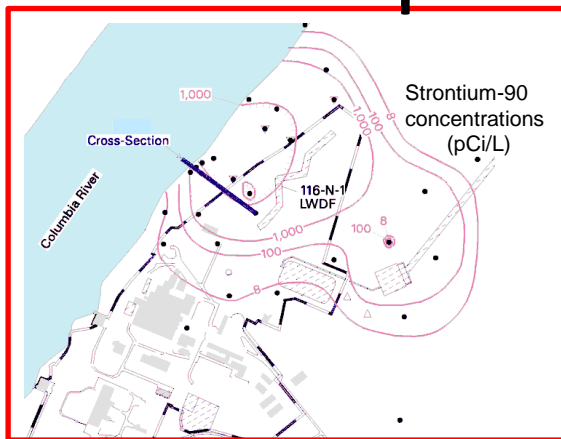 Strontium-90
concentrations
(pCi/L)
8
100
1,000
1,000
Cross-Section
116-N-1
LWDF
Columbia River
8
100
1,000
100
8